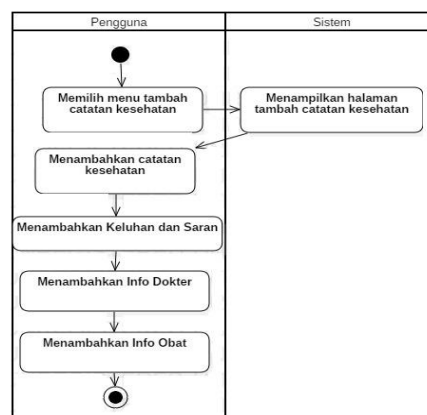 Pengguna
Sistem
Memilih menu tambah
catatan kesehatan
Menampilkan halaman
tambah catatan kesehatan
Menambahkan catatan
kesehatan
Menambahkan Keluhan dan Saran
Menambahkan Info Dokter
Menambahkan Info Obat